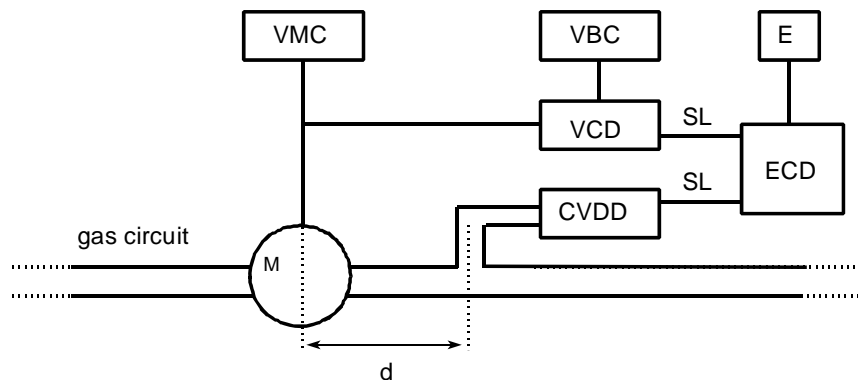 VMC
VBC
E
VCD
SL
ECD
SL
CVDD
gas circuit
M
d